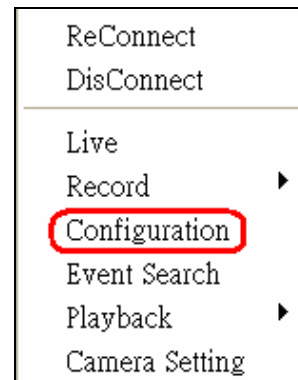 ReConnect
DisConnect
Live
Record
Configuration
Event Search
Playback
Camera Setting